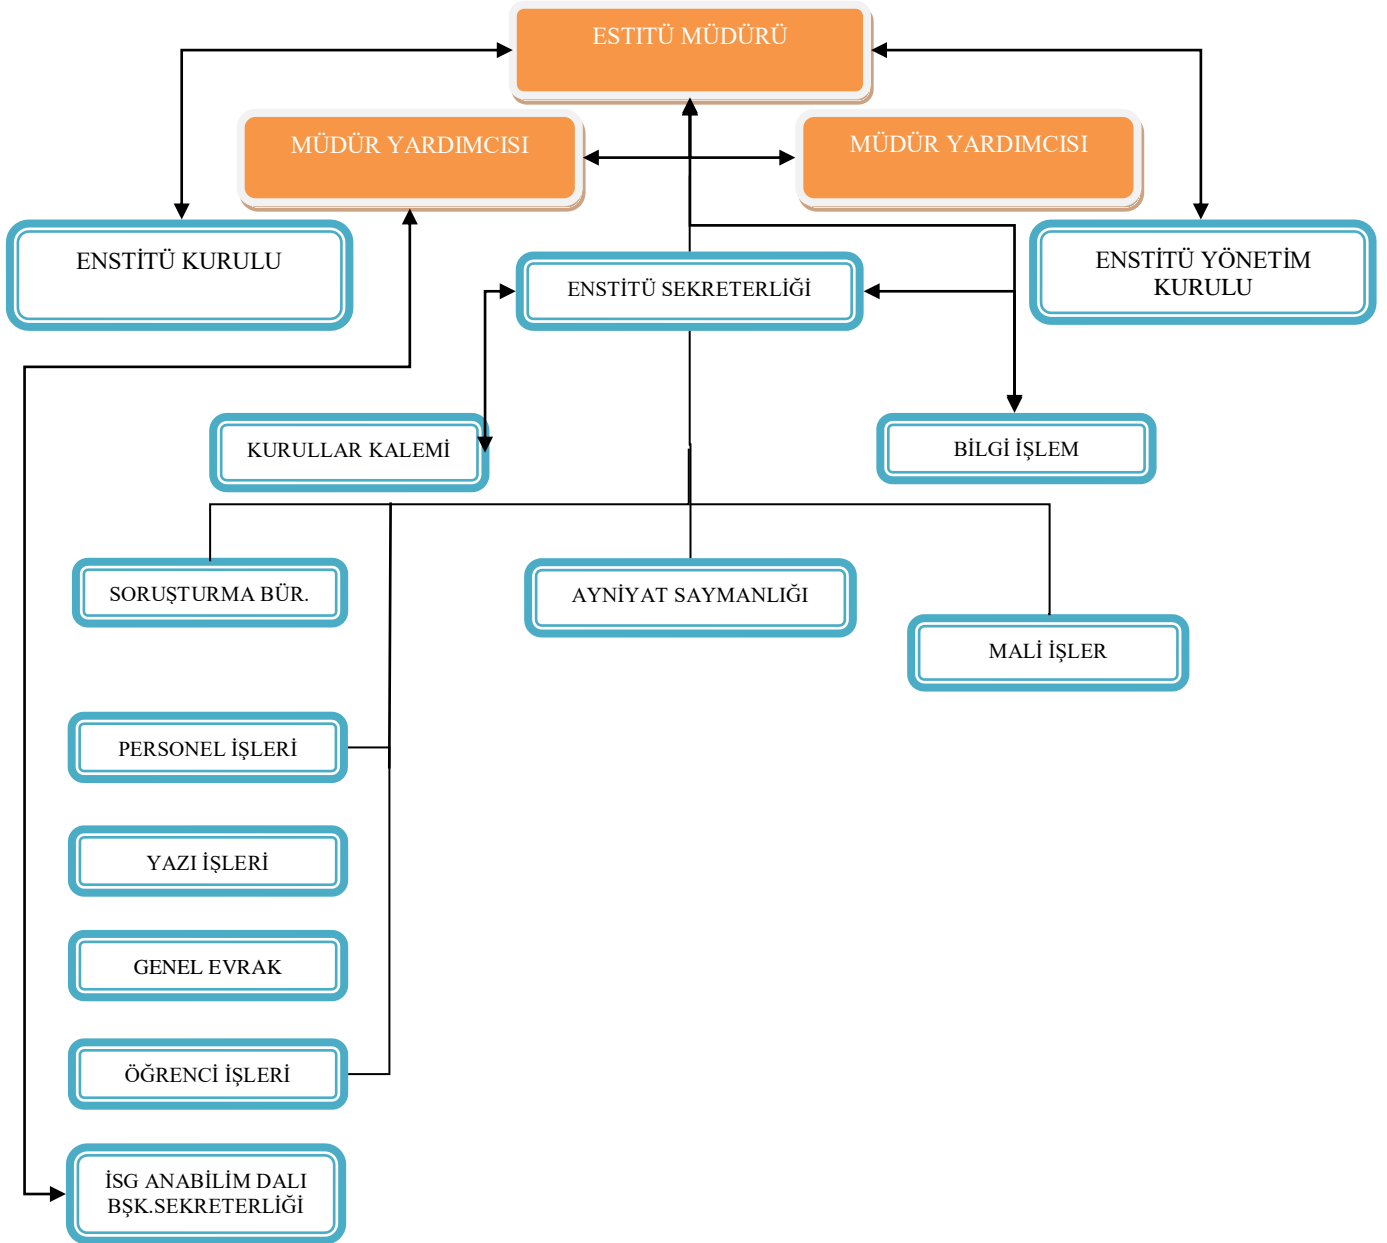 ESTITÜ MÜDÜRÜ
MÜDÜR YARDIMCISI
MÜDÜR YARDIMCISI
ENSTİTÜ KURULU
ENSTİTÜ SEKRETERLİĞİ
ENSTİTÜ YÖNETİM
KURULU
KURULLAR KALEMİ
BİLGİ İŞLEM
SORUŞTURMA BÜR.
AYNİYAT SAYMANLIĞI
MALİ İŞLER
PERSONEL İŞLERİ
YAZI İŞLERİ
GENEL EVRAK
ÖĞRENCİ İŞLERİ
İSG ANABİLİM DALI
BŞK.SEKRETERLİĞİ